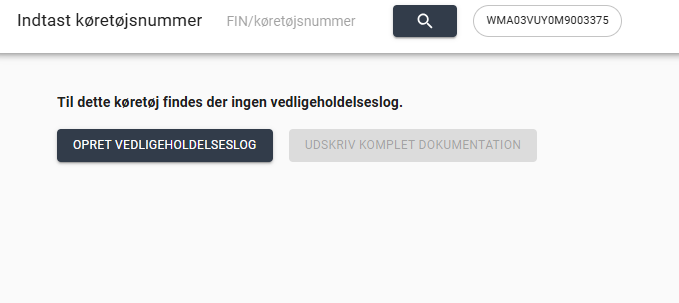 Indtast køretøjsnummer FIN/køretøjsnummer WMA03VUY0M9003375
Til dette køretøj findes der ingen vedligeholdelseslog.
OPRET VEDLIGEHOLDELSESLOG UDSKRIV KOMPLET DOKUMENTATION